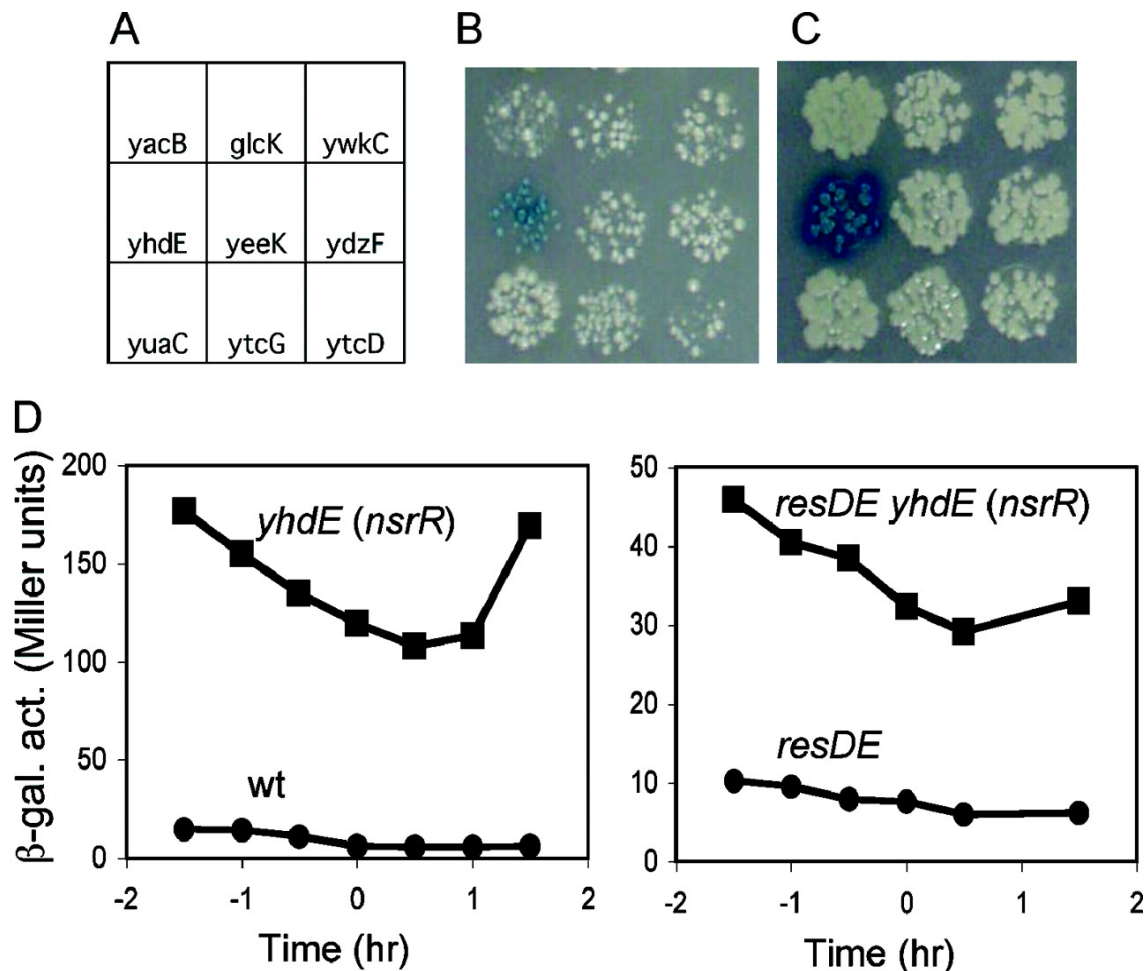 A
B
C
yacB glcK ywkC
yhdE yeeK ydzF
yuaC ytcG ytcD
D
β-gal. act. (Miller units)
200
150
100
50
0
yhdE (nsrR)
wt
-2 -1 0 1 2
Time (hr)
50
40
30
20
10
0
resDE yhdE (nsrR)
resDE
-2 -1 0 1 2
Time (hr)